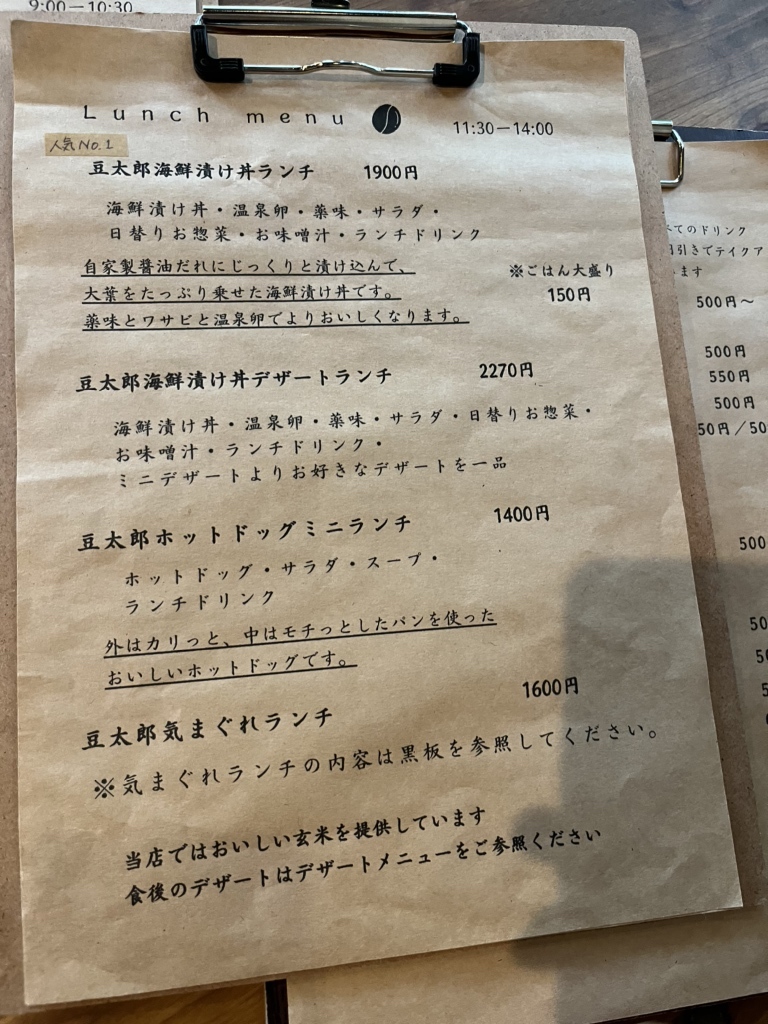 9:00－10:30
Lunch menu
11:30－14:00
人気No.1
豆太郎海鮮漬け丼ランチ 1900円
海鮮漬け丼・温泉卵・薬味・サラダ・
日替りお惣菜・お味噌汁・ランチドリンク
自家製醤油だれにじっくりと漬け込んで、
大葉をたっぷり乗せた海鮮漬け丼です。
薬味とワサビと温泉卵でよりおいしくなります。
※ごはん大盛り
150円
豆太郎海鮮漬け丼デザートランチ 2270円
海鮮漬け丼・温泉卵・薬味・サラダ・日替りお惣菜・
お味噌汁・ランチドリンク・
ミニデザートよりお好きなデザートを一品
豆太郎ホットドッグミニランチ 1400円
ホットドッグ・サラダ・スープ・
ランチドリンク
外はカリっと、中はモチっとしたパンを使った
おいしいホットドッグです。
豆太郎気まぐれランチ 1600円
※気まぐれランチの内容は黒板を参照してください。
当店ではおいしい玄米を提供しています
食後のデザートはデザートメニューをご参照ください
てのドリンク
引きでテイクア
います
500円～
500円
550円
500円
50円／50
500
50